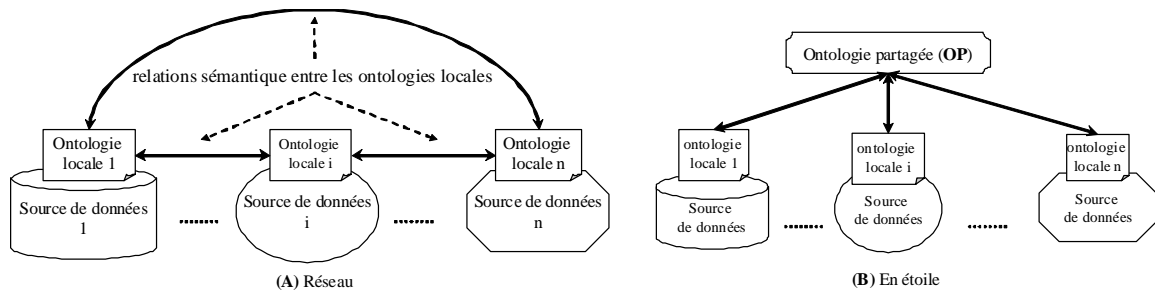 relations sémantique entre les ontologies locales
Ontologie
locale 1
Ontologie
locale i
Ontologie
locale n
Source de données
1
Source de données
i
Source de données
n
(A) Réseau
Ontologie partagée (OP)
ontologie
locale 1
ontologie
locale i
ontologie
locale n
Source
de données
Source
de données
Source
de données
(B) En étoile